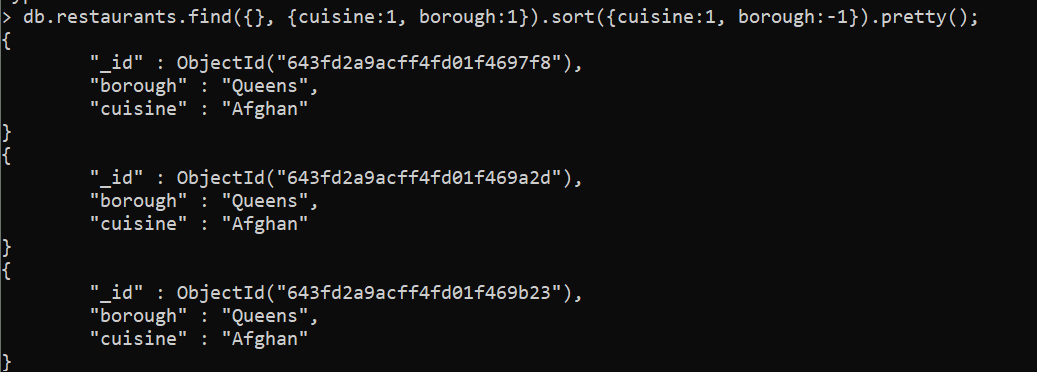 > db.restaurants.find({}, {cuisine:1, borough:1}).sort({cuisine:1, borough:-1}).pretty();
{
        "_id" : ObjectId("643fd2a9acff4fd01f4697f8"),
        "borough" : "Queens",
        "cuisine" : "Afghan"
}
{
        "_id" : ObjectId("643fd2a9acff4fd01f469a2d"),
        "borough" : "Queens",
        "cuisine" : "Afghan"
}
{
        "_id" : ObjectId("643fd2a9acff4fd01f469b23"),
        "borough" : "Queens",
        "cuisine" : "Afghan"
}